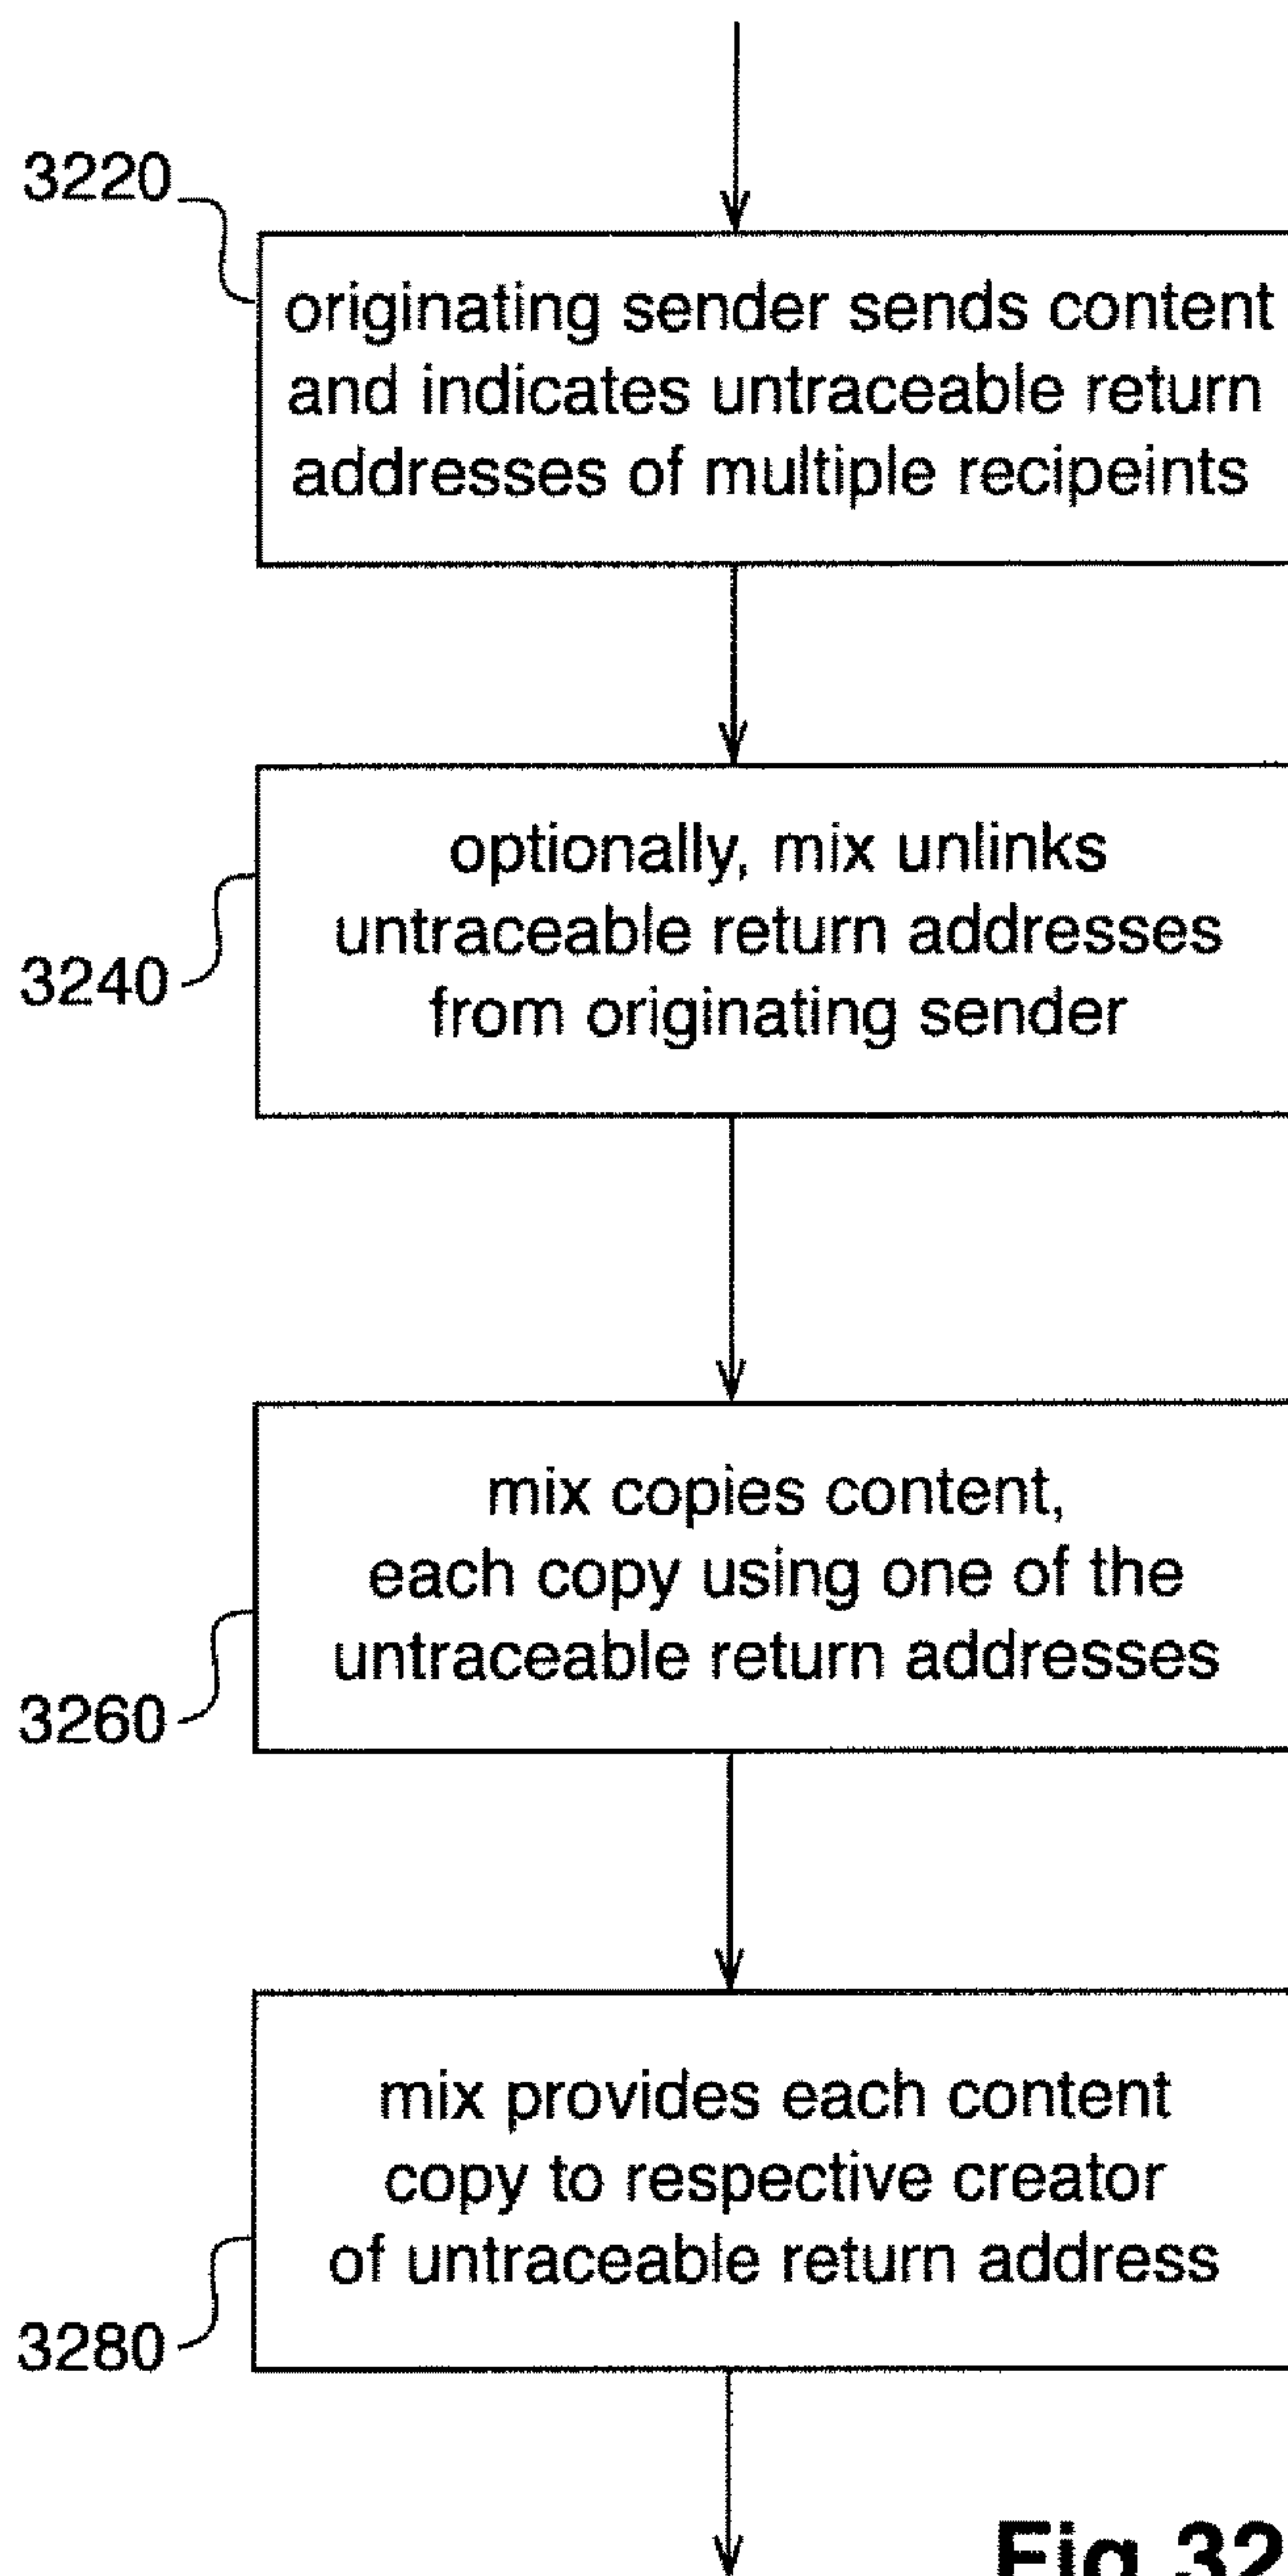 3220
originating sender sends content
and indicates untraceable return
addresses of multiple recipeints
optionally, mix unlinks
untraceable return addresses
from originating sender
3240
mix copies content,
each copy using one of the
untraceable return addresses
3260
mix provides each content
copy to respective creator
of untraceable return address
3280
Fig 32